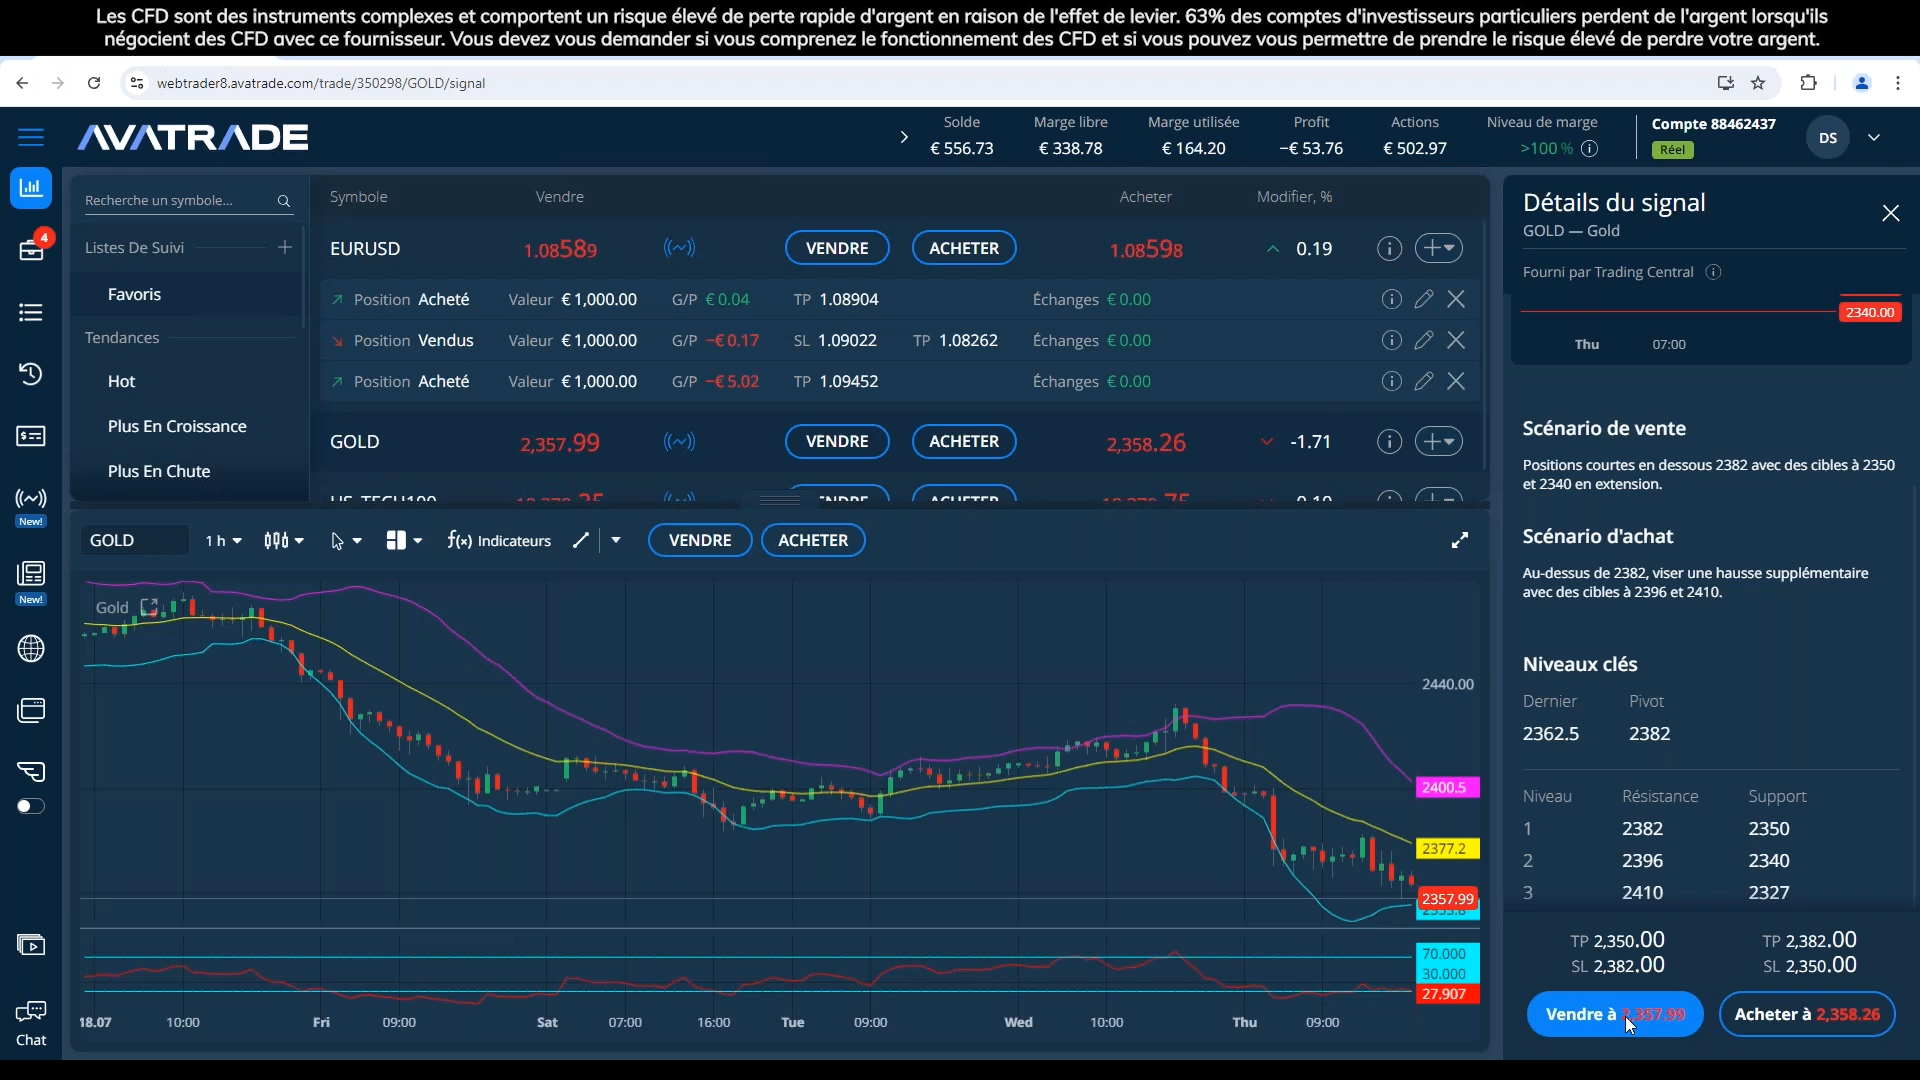 Les CFD sont des instruments complexes et comportent un risque élevé de perte rapide d'argent en raison de l'effet de levier. 63% des comptes d'investisseurs particuliers perdent de l'argent lorsqu'ils
négocient des CFD avec ce fournisseur. Vous devez vous demander si vous comprenez le fonctionnement des CFD et si vous pouvez vous permettre de prendre le risque élevé de perdre votre argent.
webtrader8.avatrade.com/trade/350298/GOLD/signal
AVATRADE
Solde Marge libre Marge utilisée Profit Actions Niveau de marge Compte 88462437
€ 556.73 € 338.78 € 164.20 −€ 53.76 € 502.97 >100 % Réel
DS
Recherche un symbole...
Listes De Suivi
Favoris
Tendances
Hot
Plus En Croissance
Plus En Chute
4
New!
New!
Chat
Symbole Vendre Acheter Modifier, %
EURUSD 1.08589 VENDRE ACHETER 1.08598 0.19
Position Acheté Valeur € 1,000.00 G/P € 0.04 TP 1.08904 Échanges € 0.00
Position Vendus Valeur € 1,000.00 G/P −€ 0.17 SL 1.09022 TP 1.08262 Échanges € 0.00
Position Acheté Valeur € 1,000.00 G/P −€ 5.02 TP 1.09452 Échanges € 0.00
GOLD 2,357.99 VENDRE ACHETER 2,358.26 -1.71
GOLD 1 h f(x) Indicateurs VENDRE ACHETER
Gold
2440.00
2400.5
2377.2
2357.99
70.000
30.000
27.907
18.07 10:00 Fri 09:00 Sat 07:00 16:00 Tue 09:00 Wed 10:00 Thu 09:00
Détails du signal
GOLD — Gold
Fourni par Trading Central
2340.00
Thu 07:00
Scénario de vente
Positions courtes en dessous 2382 avec des cibles à 2350
et 2340 en extension.
Scénario d'achat
Au-dessus de 2382, viser une hausse supplémentaire
avec des cibles à 2396 et 2410.
Niveaux clés
Dernier Pivot
2362.5 2382
Niveau Résistance Support
1 2382 2350
2 2396 2340
3 2410 2327
TP 2,350.00 TP 2,382.00
SL 2,382.00 SL 2,350.00
Vendre à 2,357.99 Acheter à 2,358.26